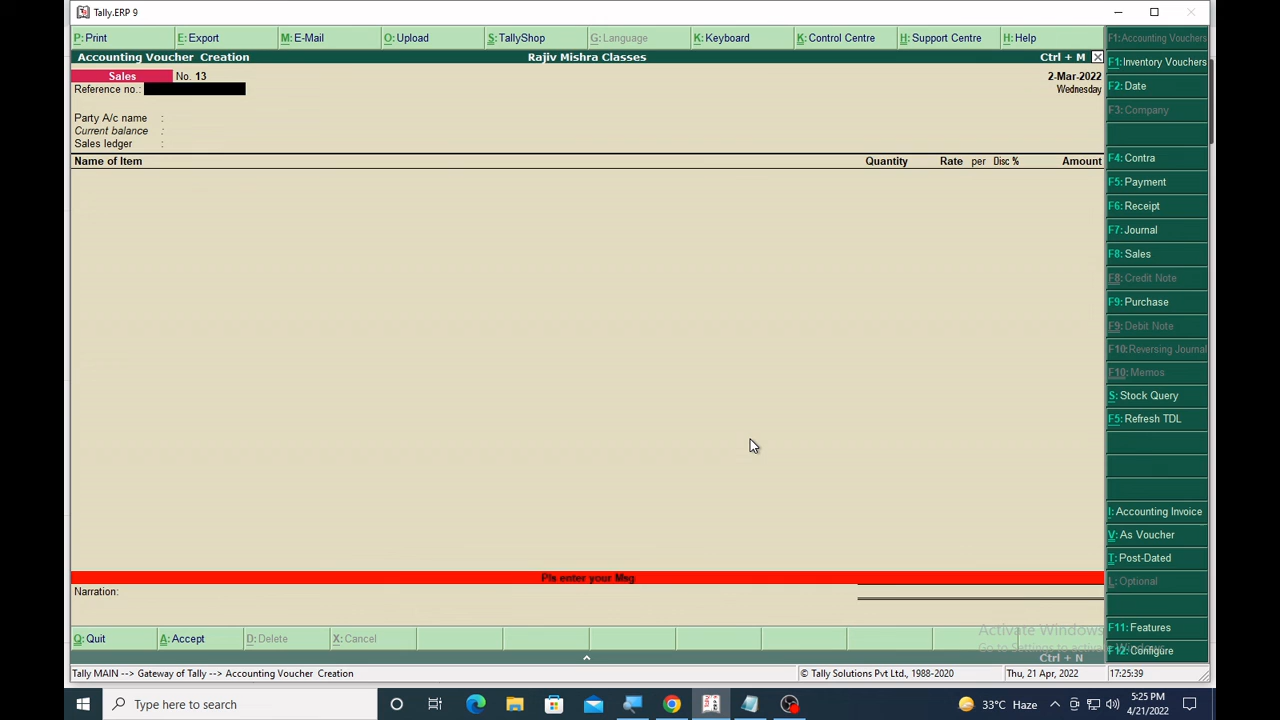 Tally.ERP 9
P: Print E: Export M: E-Mail O: Upload S: TallyShop G: Language K: Keyboard K: Control Centre H: Support Centre H: Help
F1: Accounting Vouchers
Accounting Voucher Creation Rajiv Mishra Classes Ctrl + M
F1: Inventory Vouchers
Sales No. 13 2-Mar-2022
Reference no.: Wednesday
F2: Date
F3: Company
Party A/c name :
Current balance :
Sales ledger :
Name of Item Quantity Rate per Disc % Amount
F4: Contra
F5: Payment
F6: Receipt
F7: Journal
F8: Sales
F8: Credit Note
F9: Purchase
F9: Debit Note
F10: Reversing Journal
F10: Memos
S: Stock Query
F5: Refresh TDL
I: Accounting Invoice
V: As Voucher
T: Post-Dated
L: Optional
Pls enter your Msg
Narration:
F11: Features
F12: Configure
Activate Windows
Go to Settings to activate Windows.
Q: Quit A: Accept D: Delete X: Cancel
Ctrl + N
Tally MAIN --> Gateway of Tally --> Accounting Voucher Creation © Tally Solutions Pvt Ltd., 1988-2020 Thu, 21 Apr, 2022 17:25:39
Type here to search 33°C Haze 5:25 PM
4/21/2022